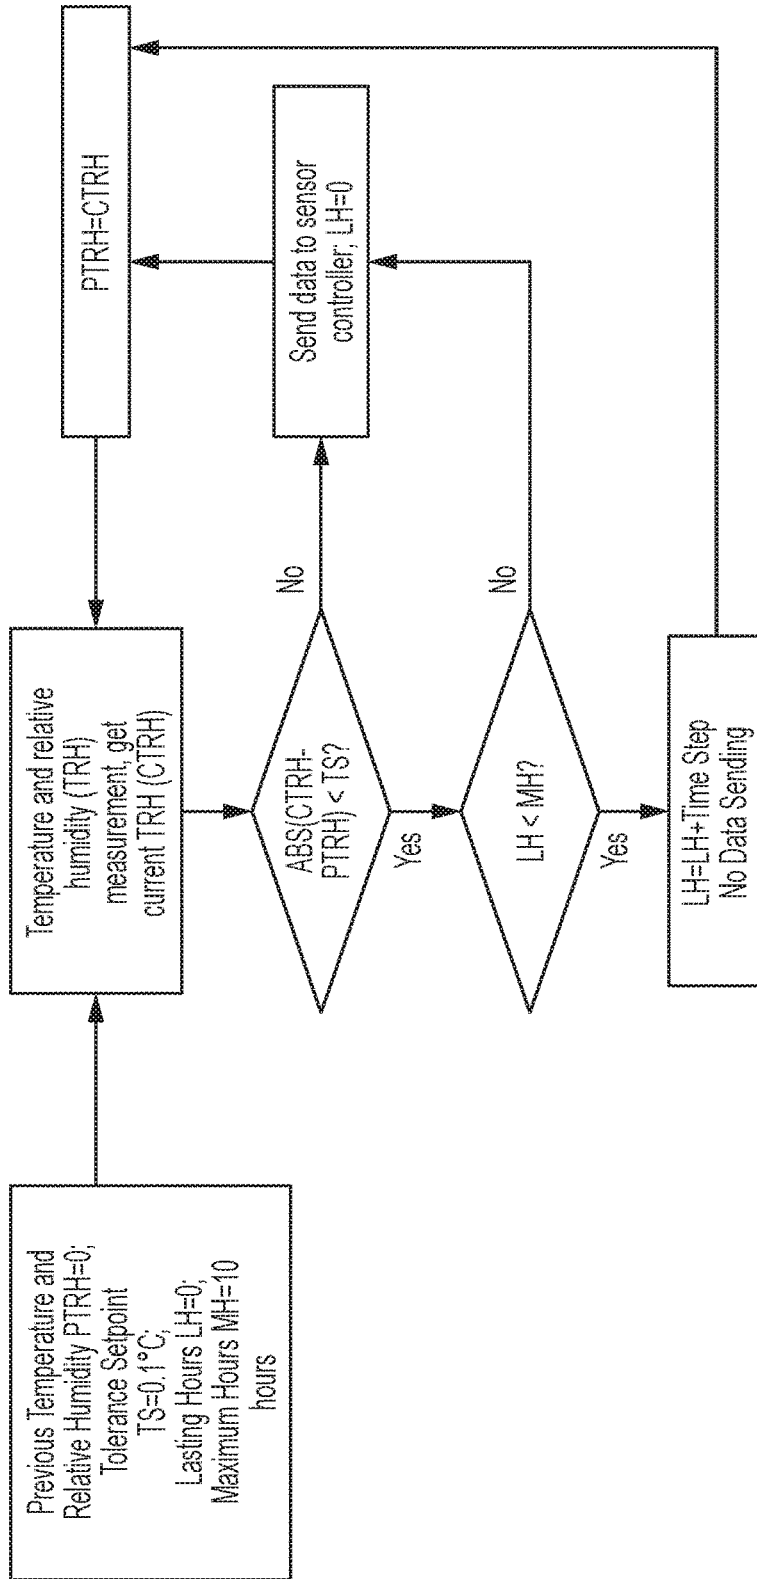 Previous Temperature and
Relative Humidity PTRH=0;
Tolerance Setpoint
TS=0.1°C;
Lasting Hours LH=0;
Maximum Hours MH=10
hours
Temperature and relative
humidity (TRH)
measurement, get
current TRH (CTRH)
PTRH=CTRH
ABS(CTRH-
PTRH) < TS?
No
Yes
Send data to sensor
controller; LH=0
LH < MH?
No
Yes
LH=LH+Time Step
No Data Sending